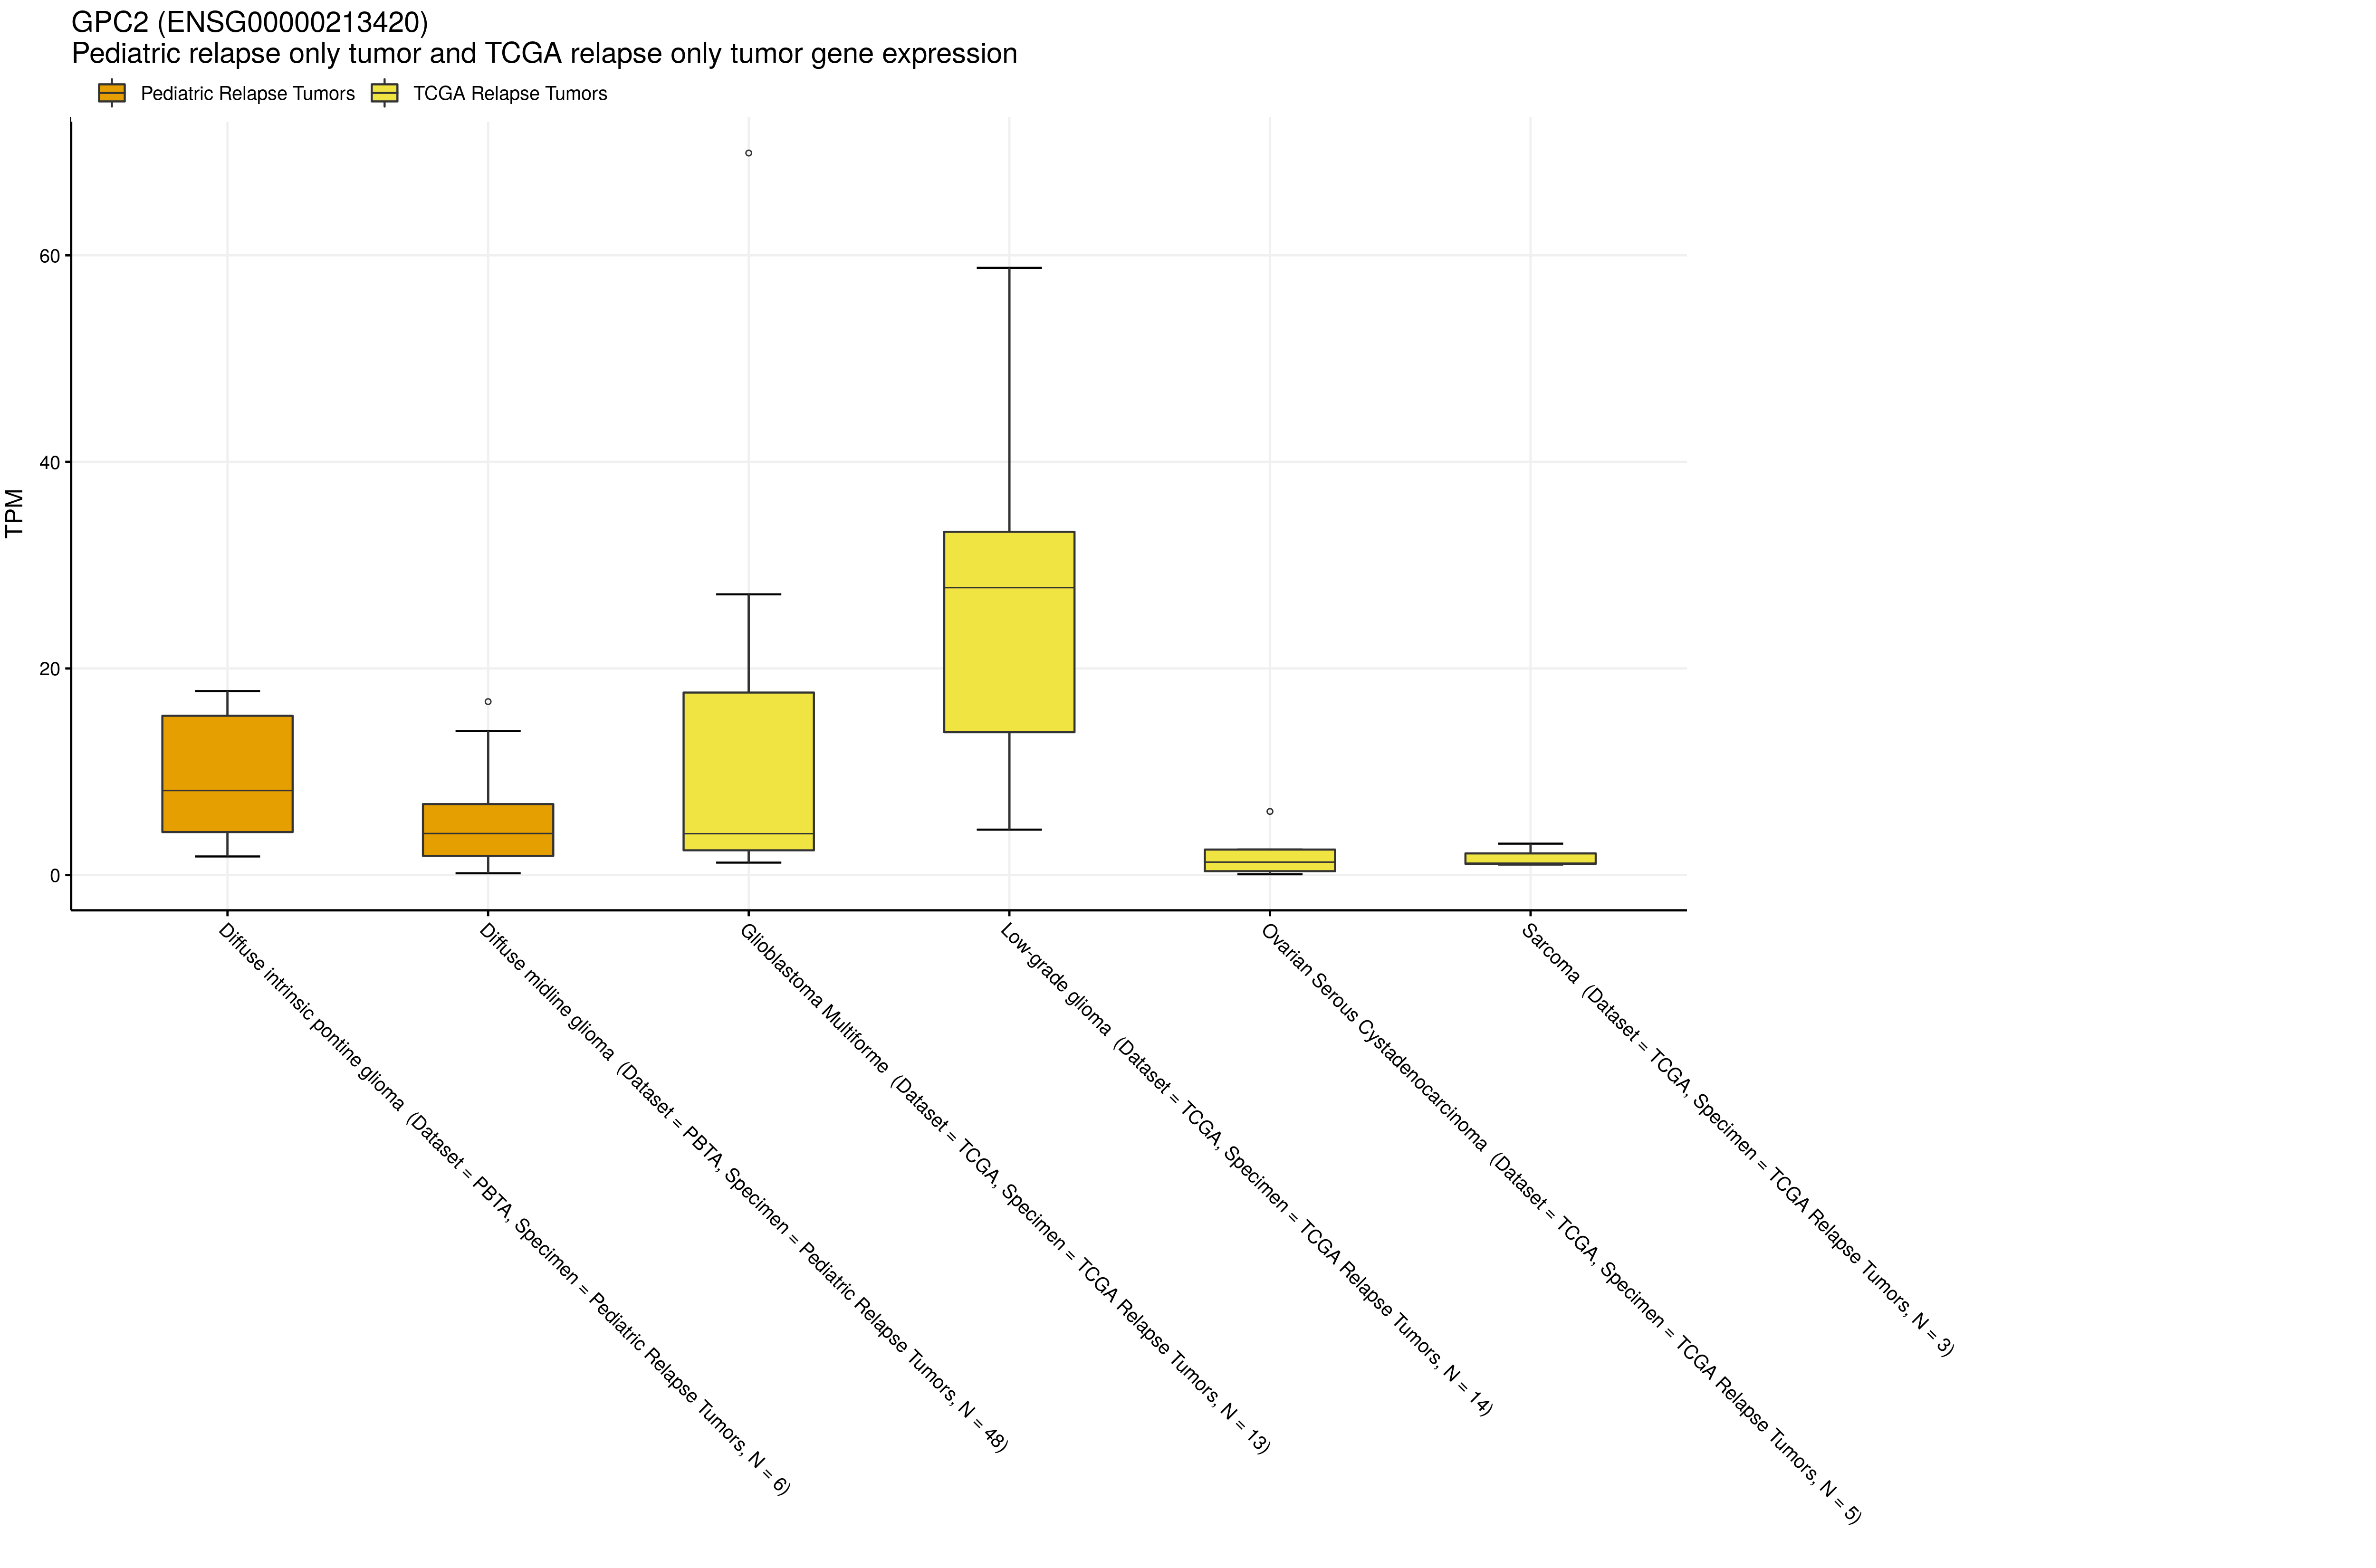 GPC2 (ENSG00000213420)
Pediatric relapse only tumor and TCGA relapse only tumor gene expression
Pediatric Relapse Tumors
TCGA Relapse Tumors
60
40
20
0
TPM
Diffuse intrinsic pontine glioma  (Dataset = PBTA, Specimen = Pediatric Relapse Tumors, N = 6)
Diffuse midline glioma  (Dataset = PBTA, Specimen = Pediatric Relapse Tumors, N = 48)
Glioblastoma Multiforme  (Dataset = TCGA, Specimen = TCGA Relapse Tumors, N = 13)
Low-grade glioma  (Dataset = TCGA, Specimen = TCGA Relapse Tumors, N = 14)
Ovarian Serous Cystadenocarcinoma  (Dataset = TCGA, Specimen = TCGA Relapse Tumors, N = 5)
Sarcoma  (Dataset = TCGA, Specimen = TCGA Relapse Tumors, N = 3)